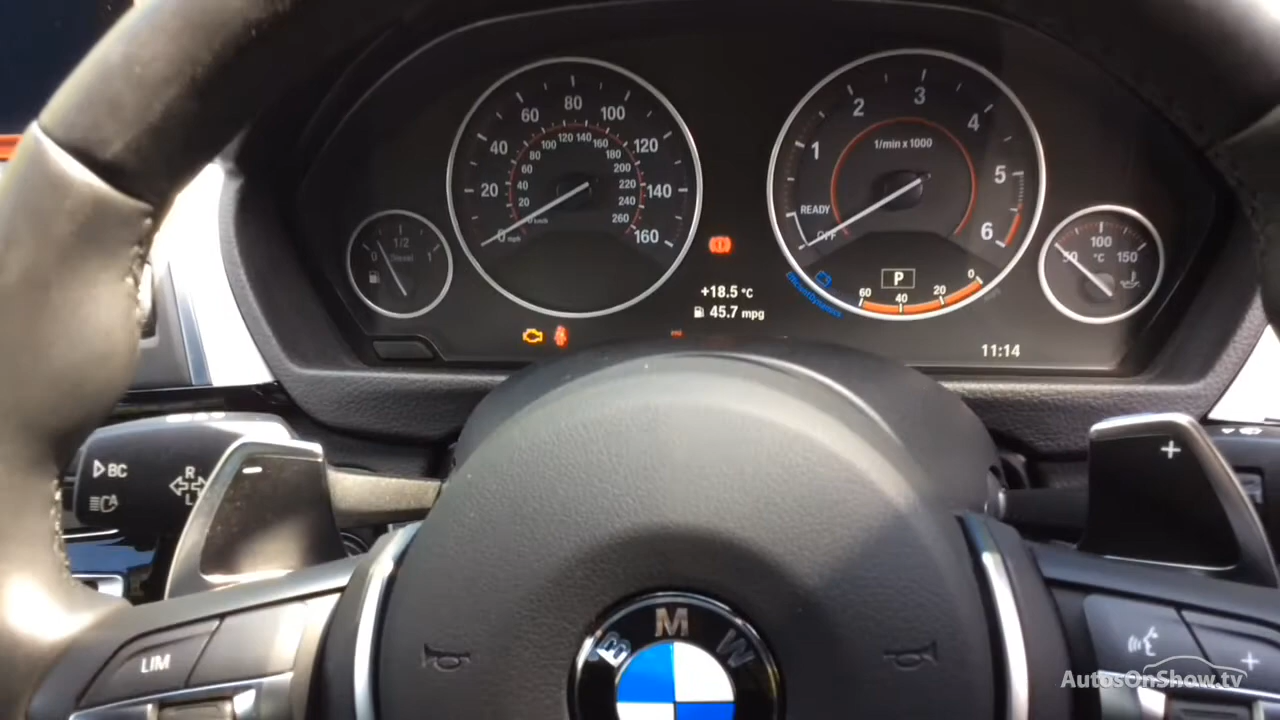 0 1/2 1
Diesel
0 20 40 60 80 100 120 140 160
mph
20 40 60 80 100 120 140 160 180 200 220 240 260
km/h
+18.5 °C
45.7 mpg
1 2 3 4 5 6
1/min x 1000
READY
OFF
EfficientDynamics
P
60 40 20 0
50 100 150
°C
11:14
BC
A
R
L
−
+
LIM
BMW
+
AutosOnShow.tv